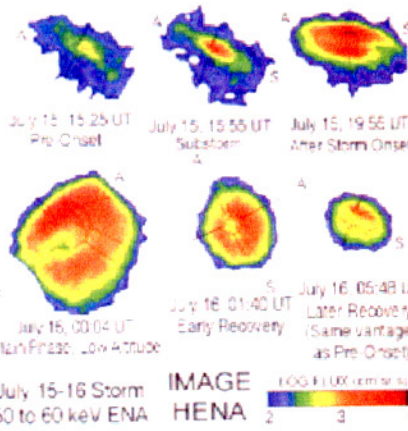 A
A
A
S
S
July 15, 15:25 UT
Pre-Onset
July 15, 15:55 UT
Substorm
July 15, 19:55 UT
After Storm Onset
A
A
A
S
S
July 16, 00:04 UT
Main Phase, Low Altitude
July 16, 01:40 UT
Early Recovery
July 16, 05:48 U
Later Recovery
(Same vantage
as Pre-Onset)
July 15-16 Storm
50 to 60 keV ENA
IMAGE
HENA
LOG FLUX
2 3